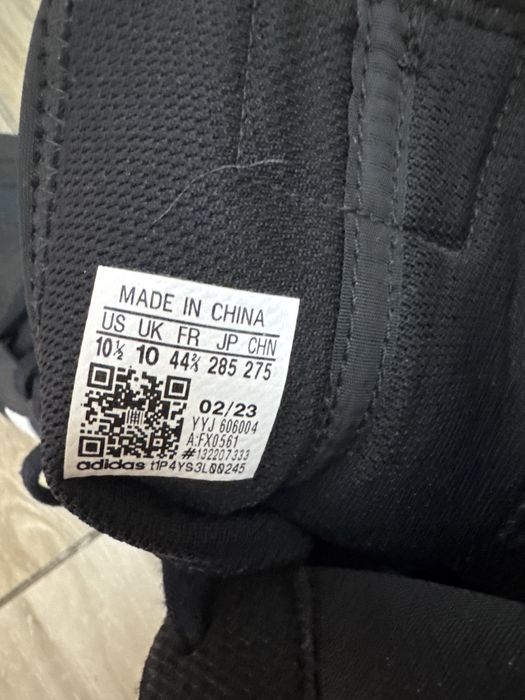 MADE IN CHINA
US UK FR JP CHN
10½ 10 44⅔ 285 275
02/23
YYJ 606004
A:FX0561
#132207333
adidas t1P4YS3L00245